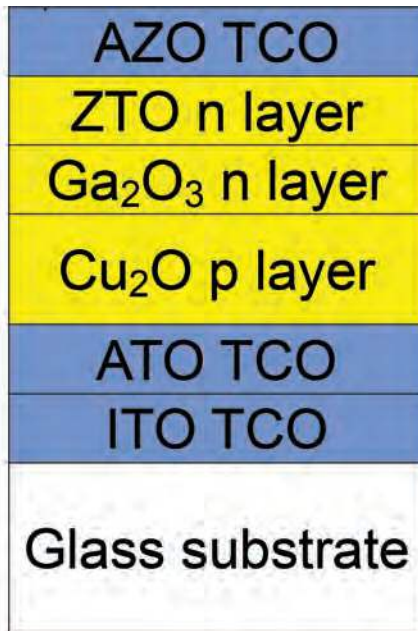 AZO TCO
ZTO n layer
Ga₂O₃ n layer
Cu₂O p layer
ATO TCO
ITO TCO
Glass substrate